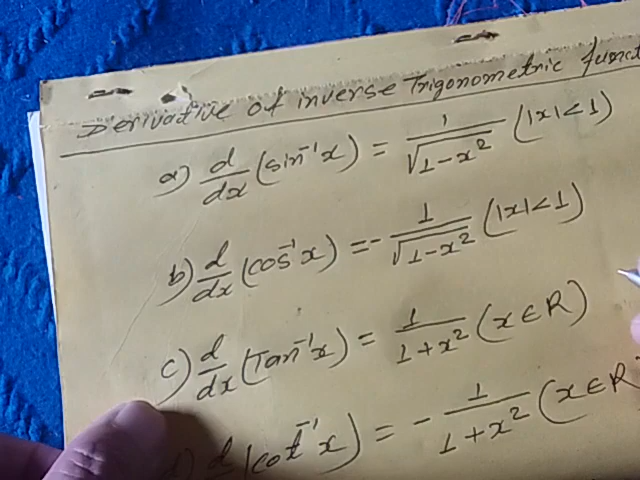 Derivative of inverse Trigonometric funct
a) d/dx (sin⁻¹x) = 1/√(1-x²) (|x|<1)
b) d/dx (cos⁻¹x) = -1/√(1-x²) (|x|<1)
c) d/dx (Tan⁻¹x) = 1/(1+x²) (x∈R)
d) d/dx (cot⁻¹x) = -1/(1+x²) (x∈R)